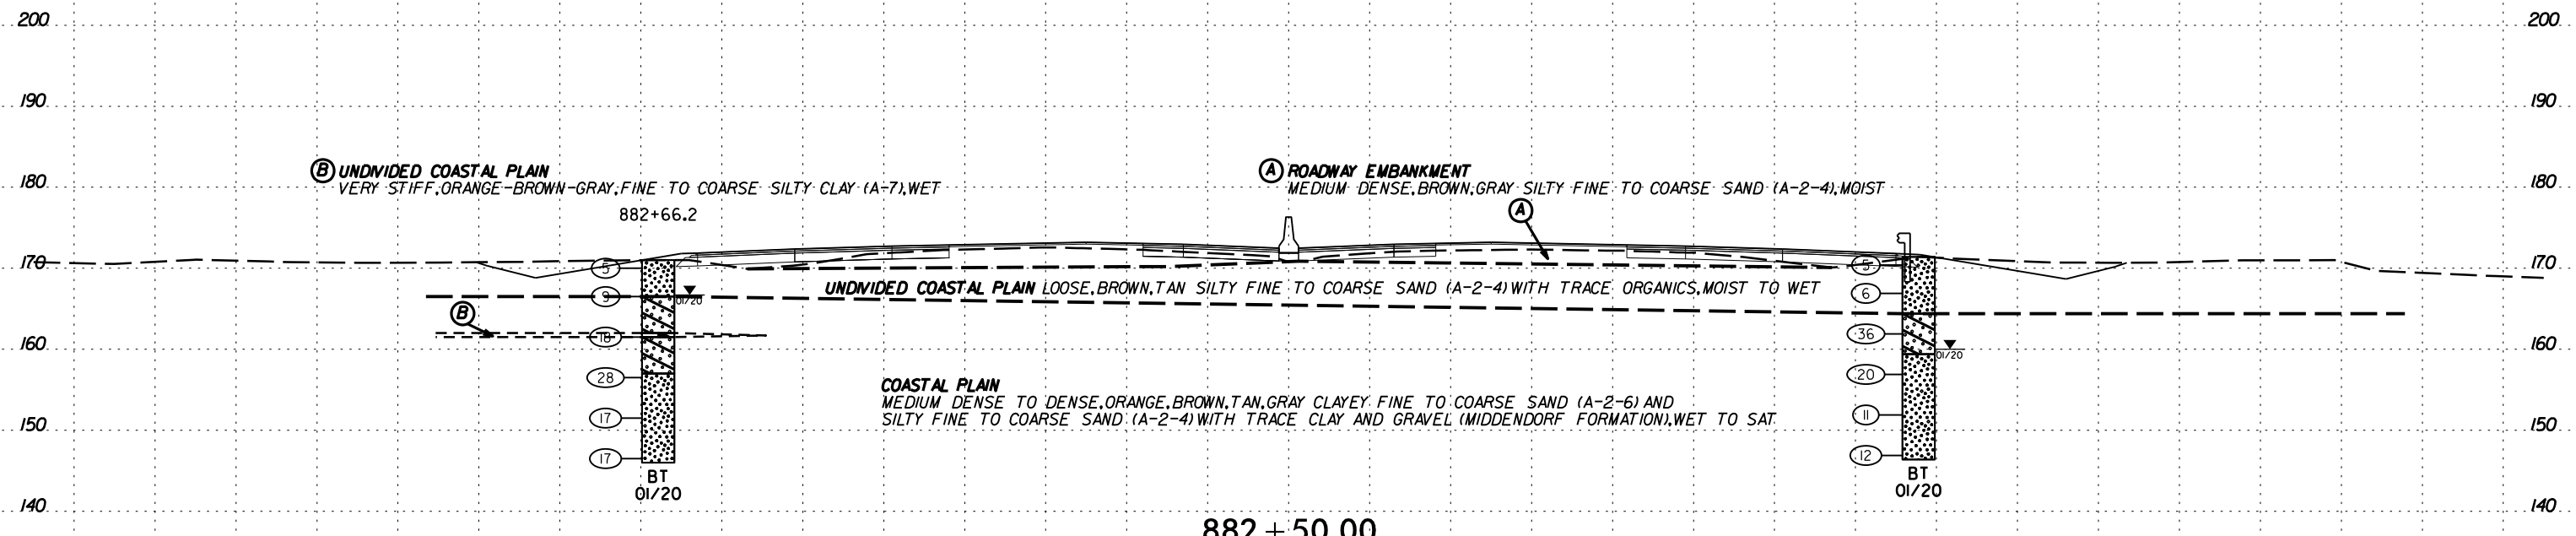 200 200
190 190
B UNDIVIDED COASTAL PLAIN
VERY STIFF,ORANGE-BROWN-GRAY,FINE TO COARSE SILTY CLAY (A-7),WET
A ROADWAY EMBANKMENT
MEDIUM DENSE,BROWN,GRAY SILTY FINE TO COARSE SAND (A-2-4),MOIST
180 180
882+66.2
A
170 170
5 5
UNDIVIDED COASTAL PLAIN LOOSE,BROWN,TAN SILTY FINE TO COARSE SAND (A-2-4)WITH TRACE ORGANICS,MOIST TO WET
9 01/20 6
B
18 36
160 160
01/20
28 20
COASTAL PLAIN
MEDIUM DENSE TO DENSE,ORANGE,BROWN,TAN,GRAY CLAYEY FINE TO COARSE SAND (A-2-6) AND
SILTY FINE TO COARSE SAND (A-2-4)WITH TRACE CLAY AND GRAVEL (MIDDENDORF FORMATION),WET TO SAT
17 11
150 150
17 12
BT BT
01/20 01/20
140 140
882+50.00